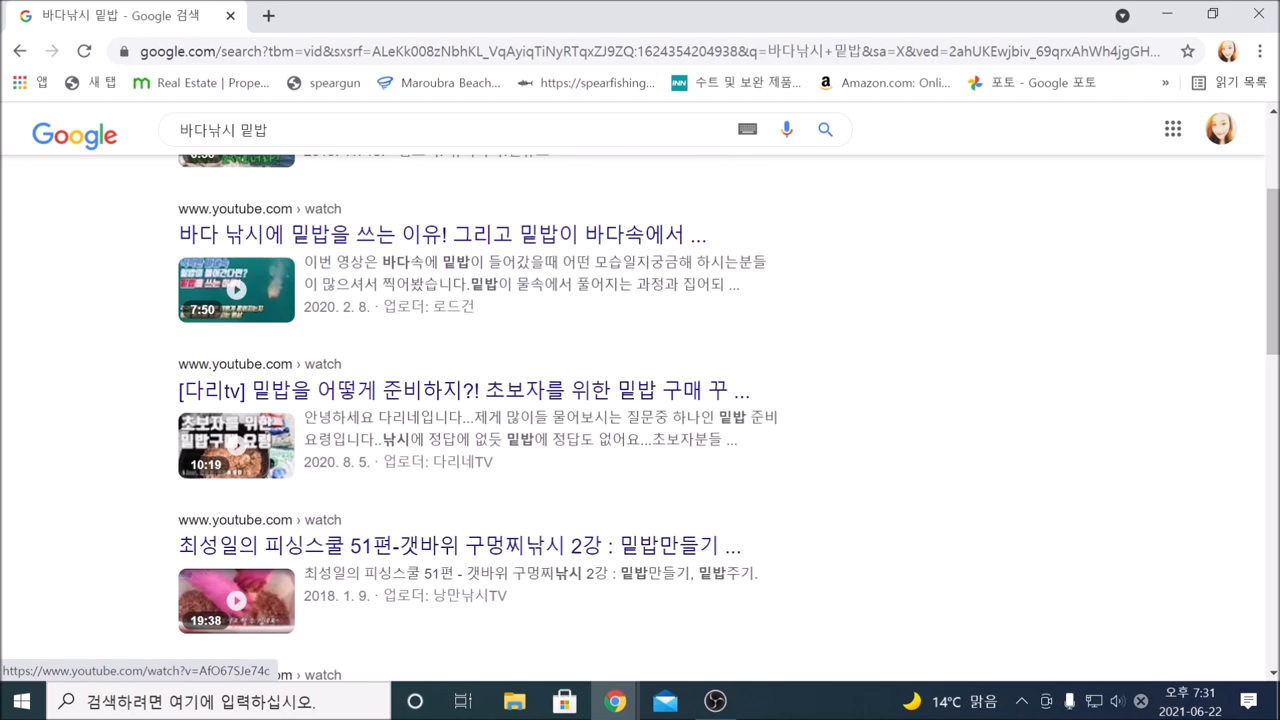 바다낚시 밑밥 - Google 검색
google.com/search?tbm=vid&sxsrf=ALeKk008zNbhKL_VqAyiqTiNyRTqxZJ9ZQ:1624354204938&q=바다낚시+밑밥&sa=X&ved=2ahUKEwjbiv_69qrxAhWh4jgGH...
앱 새 탭 Real Estate | Prope... speargun Maroubra Beach... https://spearfishing... INN 수트 및 보완 제품... Amazon.com: Onli... 포토 - Google 포토 » 읽기 목록
Google 바다낚시 밑밥
www.youtube.com › watch
바다 낚시에 밑밥을 쓰는 이유! 그리고 밑밥이 바다속에서 ...
이번 영상은 바다속에 밑밥이 들어갔을때 어떤 모습일지궁금해 하시는분들
이 많으셔서 찍어봤습니다.밑밥이 물속에서 풀어지는 과정과 집어되 ...
7:50
2020. 2. 8. · 업로더: 로드건
www.youtube.com › watch
[다리tv] 밑밥을 어떻게 준비하지?! 초보자를 위한 밑밥 구매 꾸 ...
안녕하세요 다리네입니다...제게 많이들 물어보시는 질문중 하나인 밑밥 준비
요령입니다..낚시에 정답에 없듯 밑밥에 정답도 없어요...초보자분들 ...
초보자를 위한
밑밥구매 요령
10:19
2020. 8. 5. · 업로더: 다리네TV
www.youtube.com › watch
최성일의 피싱스쿨 51편-갯바위 구멍찌낚시 2강 : 밑밥만들기 ...
최성일의 피싱스쿨 51편 - 갯바위 구멍찌낚시 2강 : 밑밥만들기, 밑밥주기.
2018. 1. 9. · 업로더: 낭만낚시TV
19:38
https://www.youtube.com/watch?v=AfO67SJe74c
om › watch
검색하려면 여기에 입력하십시오.
14°C 맑음
오후 7:31
2021-06-22